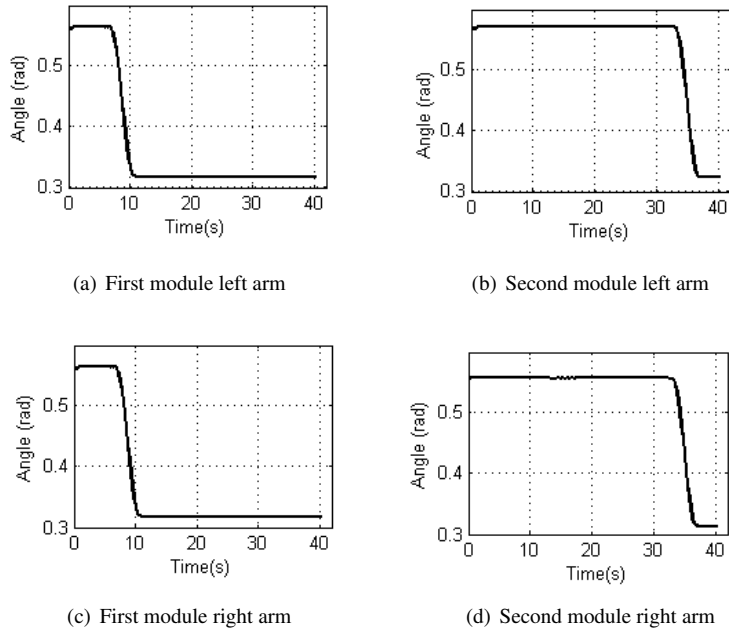 Angle (rad)
0.5
0.4
0.3
0 10 20 30 40
Time(s)
(a) First module left arm
Angle (rad)
0.5
0.4
0.3
0 10 20 30 40
Time(s)
(b) Second module left arm
Angle (rad)
0.5
0.4
0.3
0 10 20 30 40
Time(s)
(c) First module right arm
Angle (rad)
0.5
0.4
0.3
0 10 20 30 40
Time(s)
(d) Second module right arm